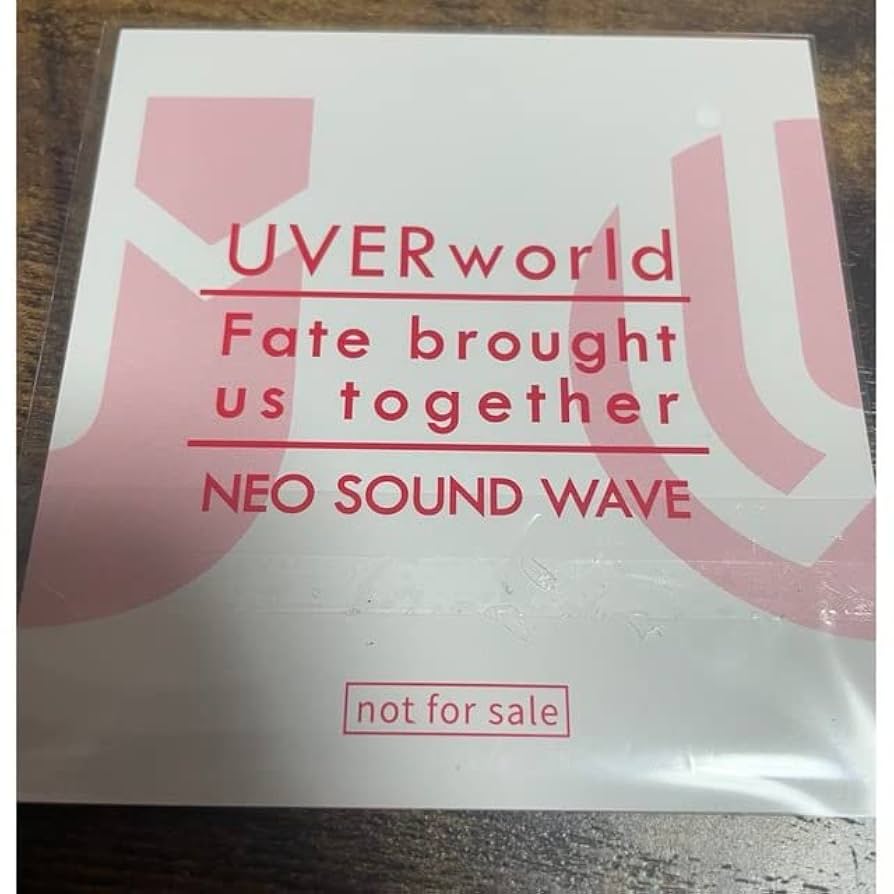 UVERworld
Fate brought
us together
NEO SOUND WAVE
not for sale